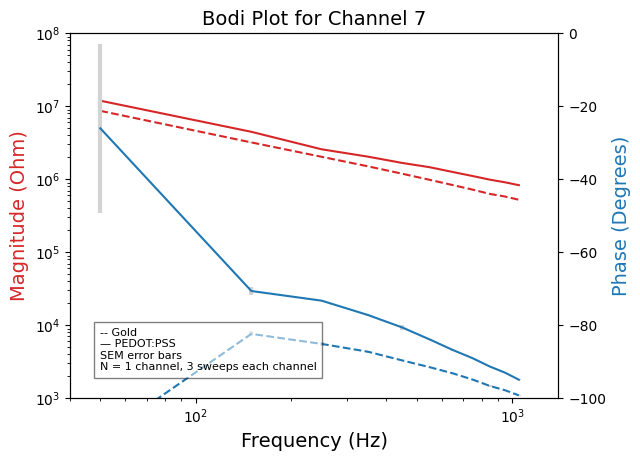 Bodi Plot for Channel 7
Magnitude (Ohm)
10^8
10^7
10^6
10^5
10^4
10^3
0
−20
−40
−60
−80
−100
Phase (Degrees)
-- Gold
— PEDOT:PSS
SEM error bars
N = 1 channel, 3 sweeps each channel
10^2
10^3
Frequency (Hz)